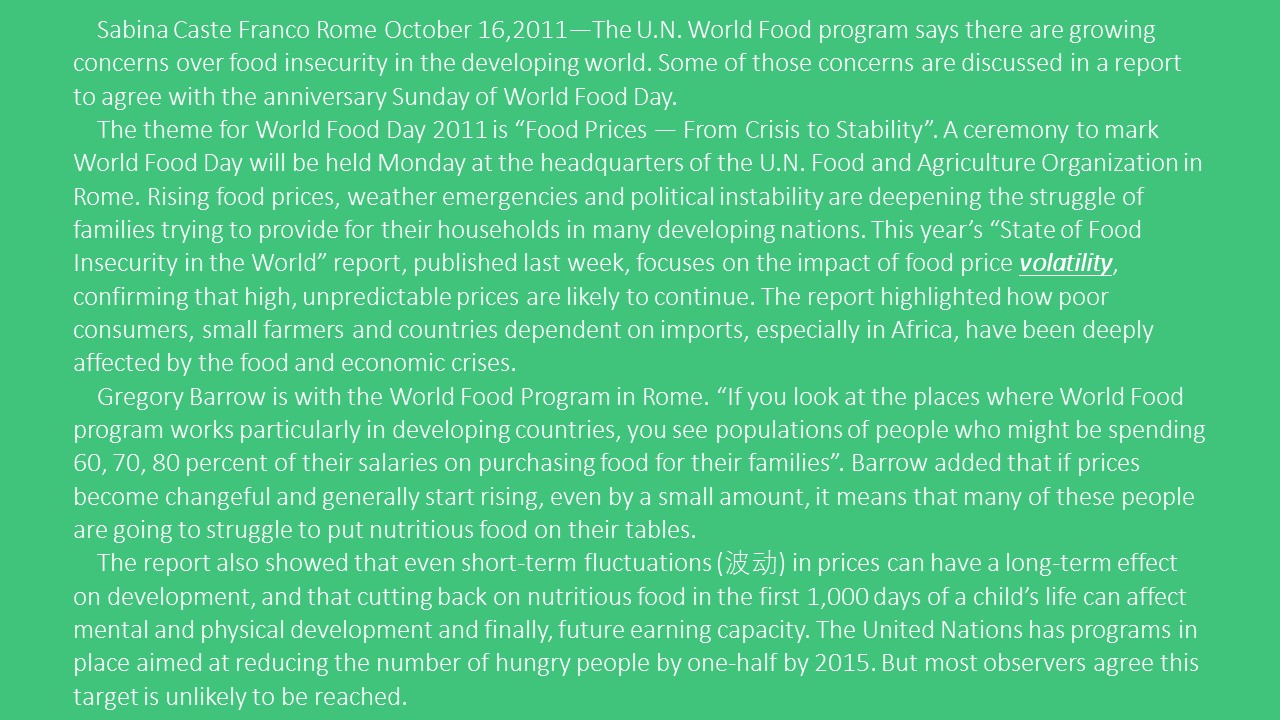 Sabina Caste Franco Rome October 16,2011—The U.N. World Food program says there are growing
concerns over food insecurity in the developing world. Some of those concerns are discussed in a report
to agree with the anniversary Sunday of World Food Day.
The theme for World Food Day 2011 is “Food Prices — From Crisis to Stability”. A ceremony to mark
World Food Day will be held Monday at the headquarters of the U.N. Food and Agriculture Organization in
Rome. Rising food prices, weather emergencies and political instability are deepening the struggle of
families trying to provide for their households in many developing nations. This year’s “State of Food
Insecurity in the World” report, published last week, focuses on the impact of food price volatility,
confirming that high, unpredictable prices are likely to continue. The report highlighted how poor
consumers, small farmers and countries dependent on imports, especially in Africa, have been deeply
affected by the food and economic crises.
Gregory Barrow is with the World Food Program in Rome. “If you look at the places where World Food
program works particularly in developing countries, you see populations of people who might be spending
60, 70, 80 percent of their salaries on purchasing food for their families”. Barrow added that if prices
become changeful and generally start rising, even by a small amount, it means that many of these people
are going to struggle to put nutritious food on their tables.
The report also showed that even short-term fluctuations (波动) in prices can have a long-term effect
on development, and that cutting back on nutritious food in the first 1,000 days of a child’s life can affect
mental and physical development and finally, future earning capacity. The United Nations has programs in
place aimed at reducing the number of hungry people by one-half by 2015. But most observers agree this
target is unlikely to be reached.